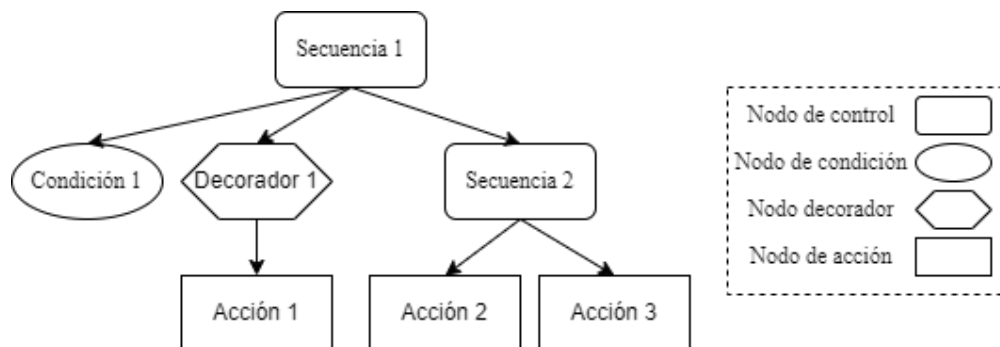 Secuencia 1
Condición 1
Decorador 1
Secuencia 2
Acción 1
Acción 2
Acción 3
Nodo de control
Nodo de condición
Nodo decorador
Nodo de acción